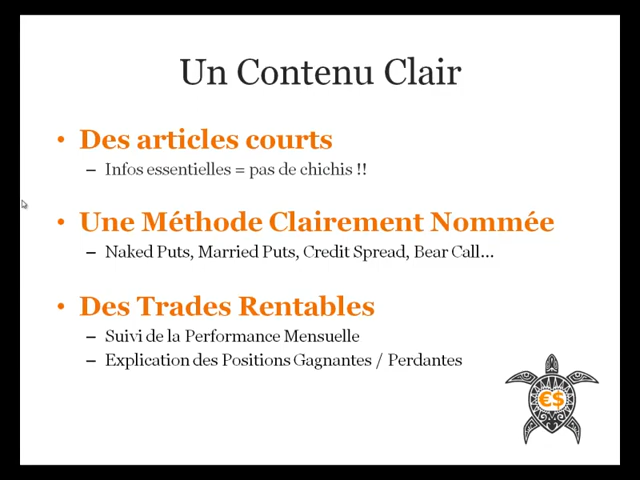 Un Contenu Clair
• Des articles courts
– Infos essentielles = pas de chichis !!
• Une Méthode Clairement Nommée
– Naked Puts, Married Puts, Credit Spread, Bear Call...
• Des Trades Rentables
– Suivi de la Performance Mensuelle
– Explication des Positions Gagnantes / Perdantes
€$